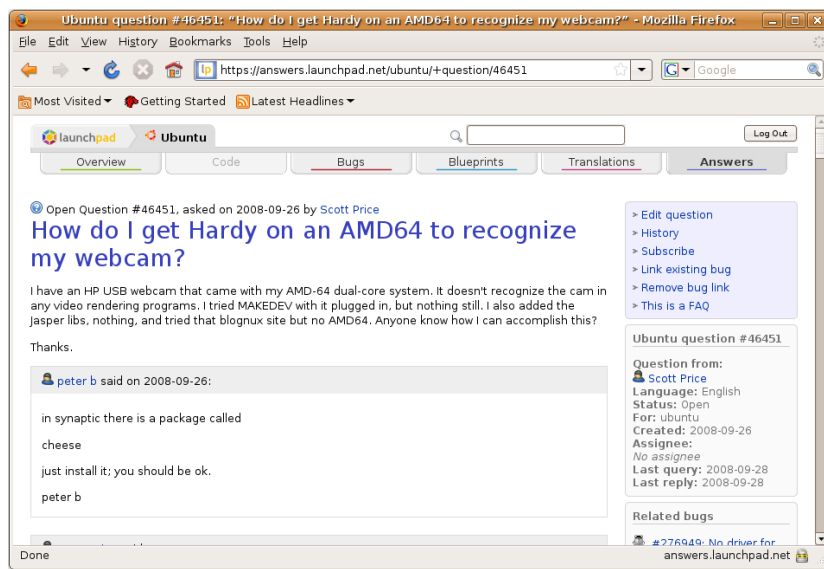 Ubuntu question #46451: “How do I get Hardy on an AMD64 to recognize my webcam?” - Mozilla Firefox
File Edit View History Bookmarks Tools Help
lp https://answers.launchpad.net/ubuntu/+question/46451 G Google
Most Visited Getting Started Latest Headlines
launchpad Ubuntu Log Out
Overview Code Bugs Blueprints Translations Answers
Open Question #46451, asked on 2008-09-26 by Scott Price
How do I get Hardy on an AMD64 to recognize
my webcam?
I have an HP USB webcam that came with my AMD-64 dual-core system. It doesn't recognize the cam in
any video rendering programs. I tried MAKEDEV with it plugged in, but nothing still. I also added the
Jasper libs, nothing, and tried that blognux site but no AMD64. Anyone know how I can accomplish this?
Thanks.
peter b said on 2008-09-26:
in synaptic there is a package called
cheese
just install it; you should be ok.
peter b
> Edit question
> History
> Subscribe
> Link existing bug
> Remove bug link
> This is a FAQ
Ubuntu question #46451
Question from:
Scott Price
Language: English
Status: Open
For: ubuntu
Created: 2008-09-26
Assignee:
No assignee
Last query: 2008-09-28
Last reply: 2008-09-28
Related bugs
#276949: No driver for
Done answers.launchpad.net